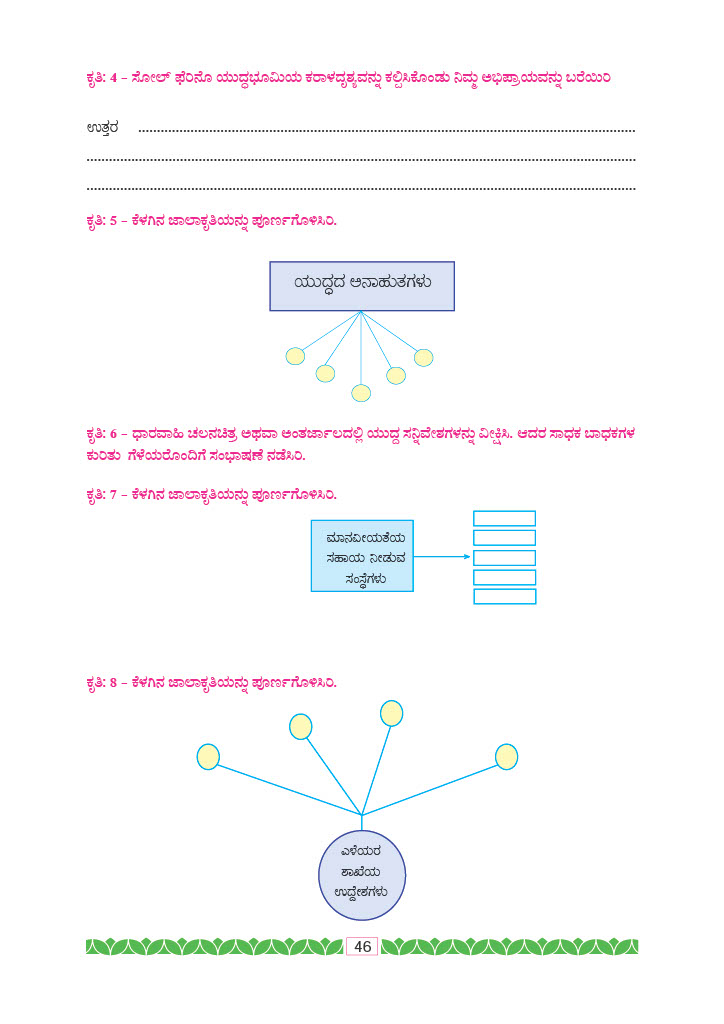 ಕೃತಿ: 4 – ಸೋಲ್ ಫೆರಿನೊ ಯುದ್ಧಭೂಮಿಯ ಕರಾಳದೃಶ್ಯವನ್ನು ಕಲ್ಪಿಸಿಕೊಂಡು ನಿಮ್ಮ ಅಭಿಪ್ರಾಯವನ್ನು ಬರೆಯಿರಿ
ಉತ್ತರ ........................................................................
........................................................................
........................................................................
ಕೃತಿ: 5 – ಕೆಳಗಿನ ಜಾಲಾಕೃತಿಯನ್ನು ಪೂರ್ಣಗೊಳಿಸಿರಿ.
ಯುದ್ಧದ ಅನಾಹುತಗಳು
ಕೃತಿ: 6 – ಧಾರವಾಹಿ ಚಲನಚಿತ್ರ ಅಥವಾ ಅಂತರ್ಜಾಲದಲ್ಲಿ ಯುದ್ದ ಸನ್ನಿವೇಶಗಳನ್ನು ವೀಕ್ಷಿಸಿ. ಆದರ ಸಾಧಕ ಬಾಧಕಗಳ
ಕುರಿತು ಗೆಳೆಯರೊಂದಿಗೆ ಸಂಭಾಷಣೆ ನಡೆಸಿರಿ.
ಕೃತಿ: 7 – ಕೆಳಗಿನ ಜಾಲಾಕೃತಿಯನ್ನು ಪೂರ್ಣಗೊಳಿಸಿರಿ.
ಮಾನವೀಯತೆಯ
ಸಹಾಯ ನೀಡುವ
ಸಂಸ್ಥೆಗಳು
ಕೃತಿ: 8 – ಕೆಳಗಿನ ಜಾಲಾಕೃತಿಯನ್ನು ಪೂರ್ಣಗೊಳಿಸಿರಿ.
ಎಳೆಯರ
ಶಾಖೆಯ
ಉದ್ದೇಶಗಳು
46